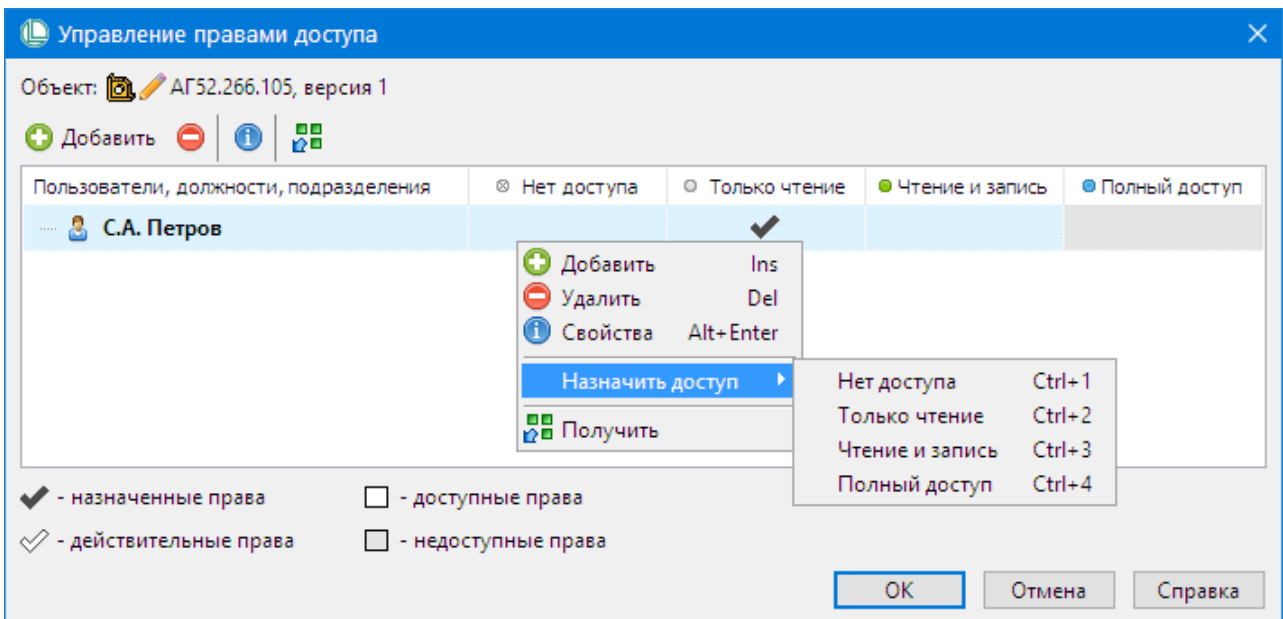 Управление правами доступа
Объект: АГ52.266.105, версия 1
Добавить
Пользователи, должности, подразделения Нет доступа Только чтение Чтение и запись Полный доступ
С.А. Петров
Добавить Ins
Удалить Del
Свойства Alt+Enter
Назначить доступ
Получить
Нет доступа Ctrl+1
Только чтение Ctrl+2
Чтение и запись Ctrl+3
Полный доступ Ctrl+4
- назначенные права - доступные права
- действительные права - недоступные права
ОК Отмена Справка